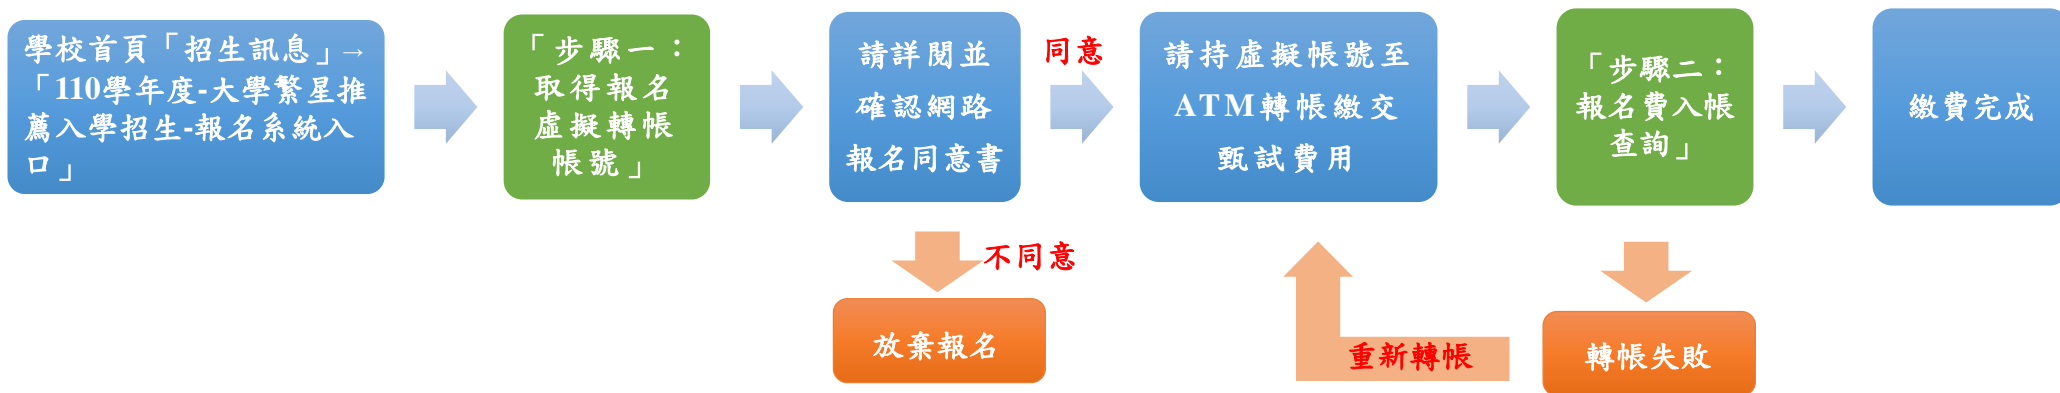 學校首頁「招生訊息」→
「110學年度-大學繁星推
薦入學招生-報名系統入
口」
「步驟一：
取得報名
虛擬轉帳
帳號」
請詳閱並
確認網路
報名同意書
同意
請持虛擬帳號至
ATM轉帳繳交
甄試費用
「步驟二：
報名費入帳
查詢」
繳費完成
不同意
放棄報名
重新轉帳
轉帳失敗